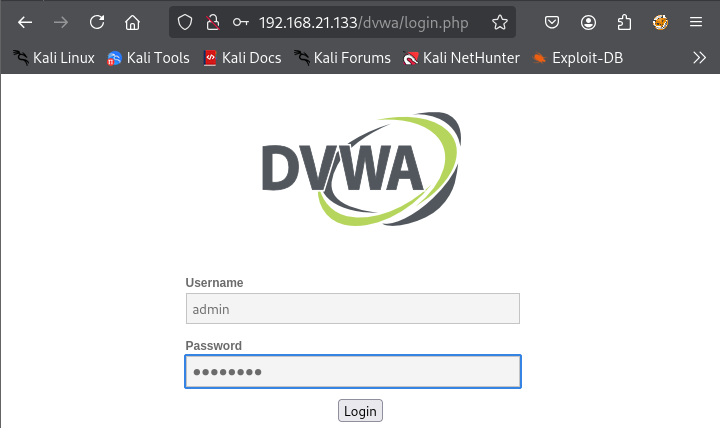 192.168.21.133/dvwa/login.php
Kali Linux Kali Tools Kali Docs Kali Forums Kali NetHunter Exploit-DB
DVWA
Username
admin
Password
●●●●●●●●
Login